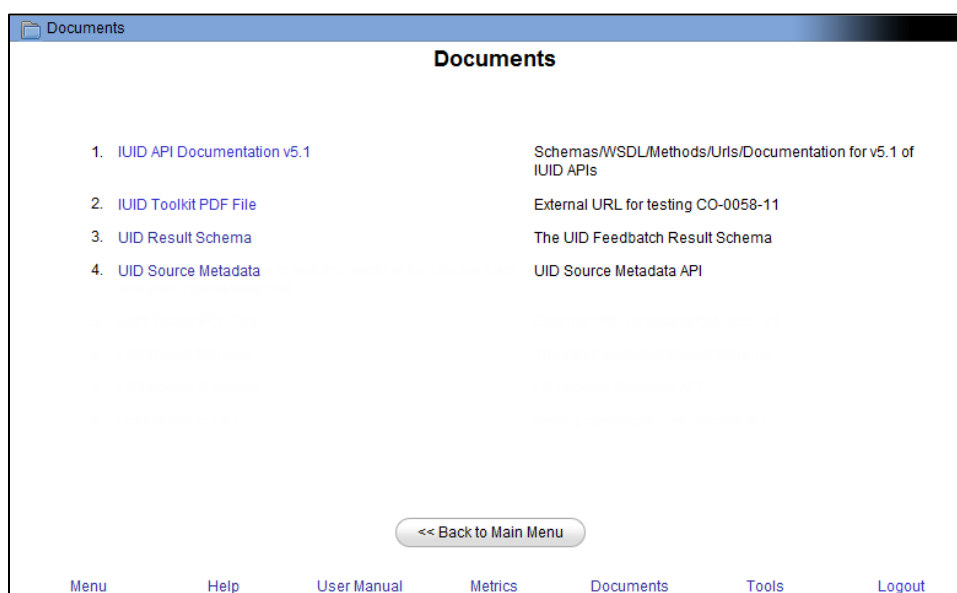 Documents
Documents
1. IUID API Documentation v5.1 Schemas/WSDL/Methods/Urls/Documentation for v5.1 of
IUID APIs
2. IUID Toolkit PDF File External URL for testing CO-0058-11
3. UID Result Schema The UID Feedbatch Result Schema
4. UID Source Metadata UID Source Metadata API
<< Back to Main Menu
Menu Help User Manual Metrics Documents Tools Logout